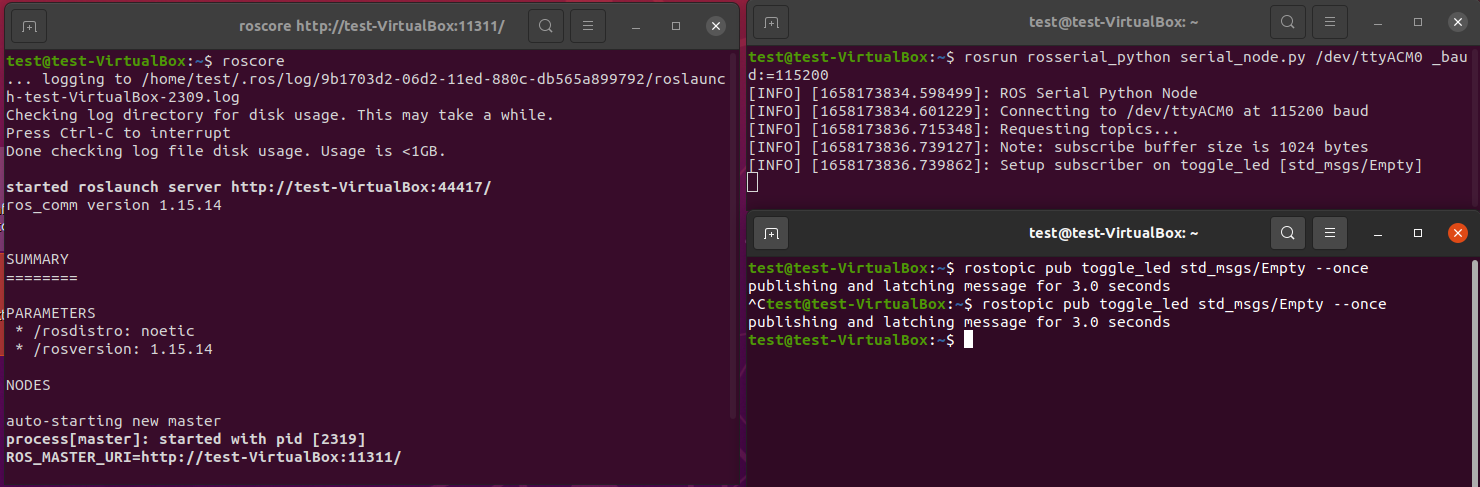 roscore http://test-VirtualBox:11311/
test@test-VirtualBox:~$ roscore
... logging to /home/test/.ros/log/9b1703d2-06d2-11ed-880c-db565a899792/roslaunc
h-test-VirtualBox-2309.log
Checking log directory for disk usage. This may take a while.
Press Ctrl-C to interrupt
Done checking log file disk usage. Usage is <1GB.
started roslaunch server http://test-VirtualBox:44417/
ros_comm version 1.15.14
SUMMARY
========
PARAMETERS
* /rosdistro: noetic
* /rosversion: 1.15.14
NODES
auto-starting new master
process[master]: started with pid [2319]
ROS_MASTER_URI=http://test-VirtualBox:11311/
test@test-VirtualBox: ~
test@test-VirtualBox:~$ rosrun rosserial_python serial_node.py /dev/ttyACM0 _bau
d:=115200
[INFO] [1658173834.598499]: ROS Serial Python Node
[INFO] [1658173834.601229]: Connecting to /dev/ttyACM0 at 115200 baud
[INFO] [1658173836.715348]: Requesting topics...
[INFO] [1658173836.739127]: Note: subscribe buffer size is 1024 bytes
[INFO] [1658173836.739862]: Setup subscriber on toggle_led [std_msgs/Empty]
test@test-VirtualBox: ~
test@test-VirtualBox:~$ rostopic pub toggle_led std_msgs/Empty --once
publishing and latching message for 3.0 seconds
^Ctest@test-VirtualBox:~$ rostopic pub toggle_led std_msgs/Empty --once
publishing and latching message for 3.0 seconds
test@test-VirtualBox:~$